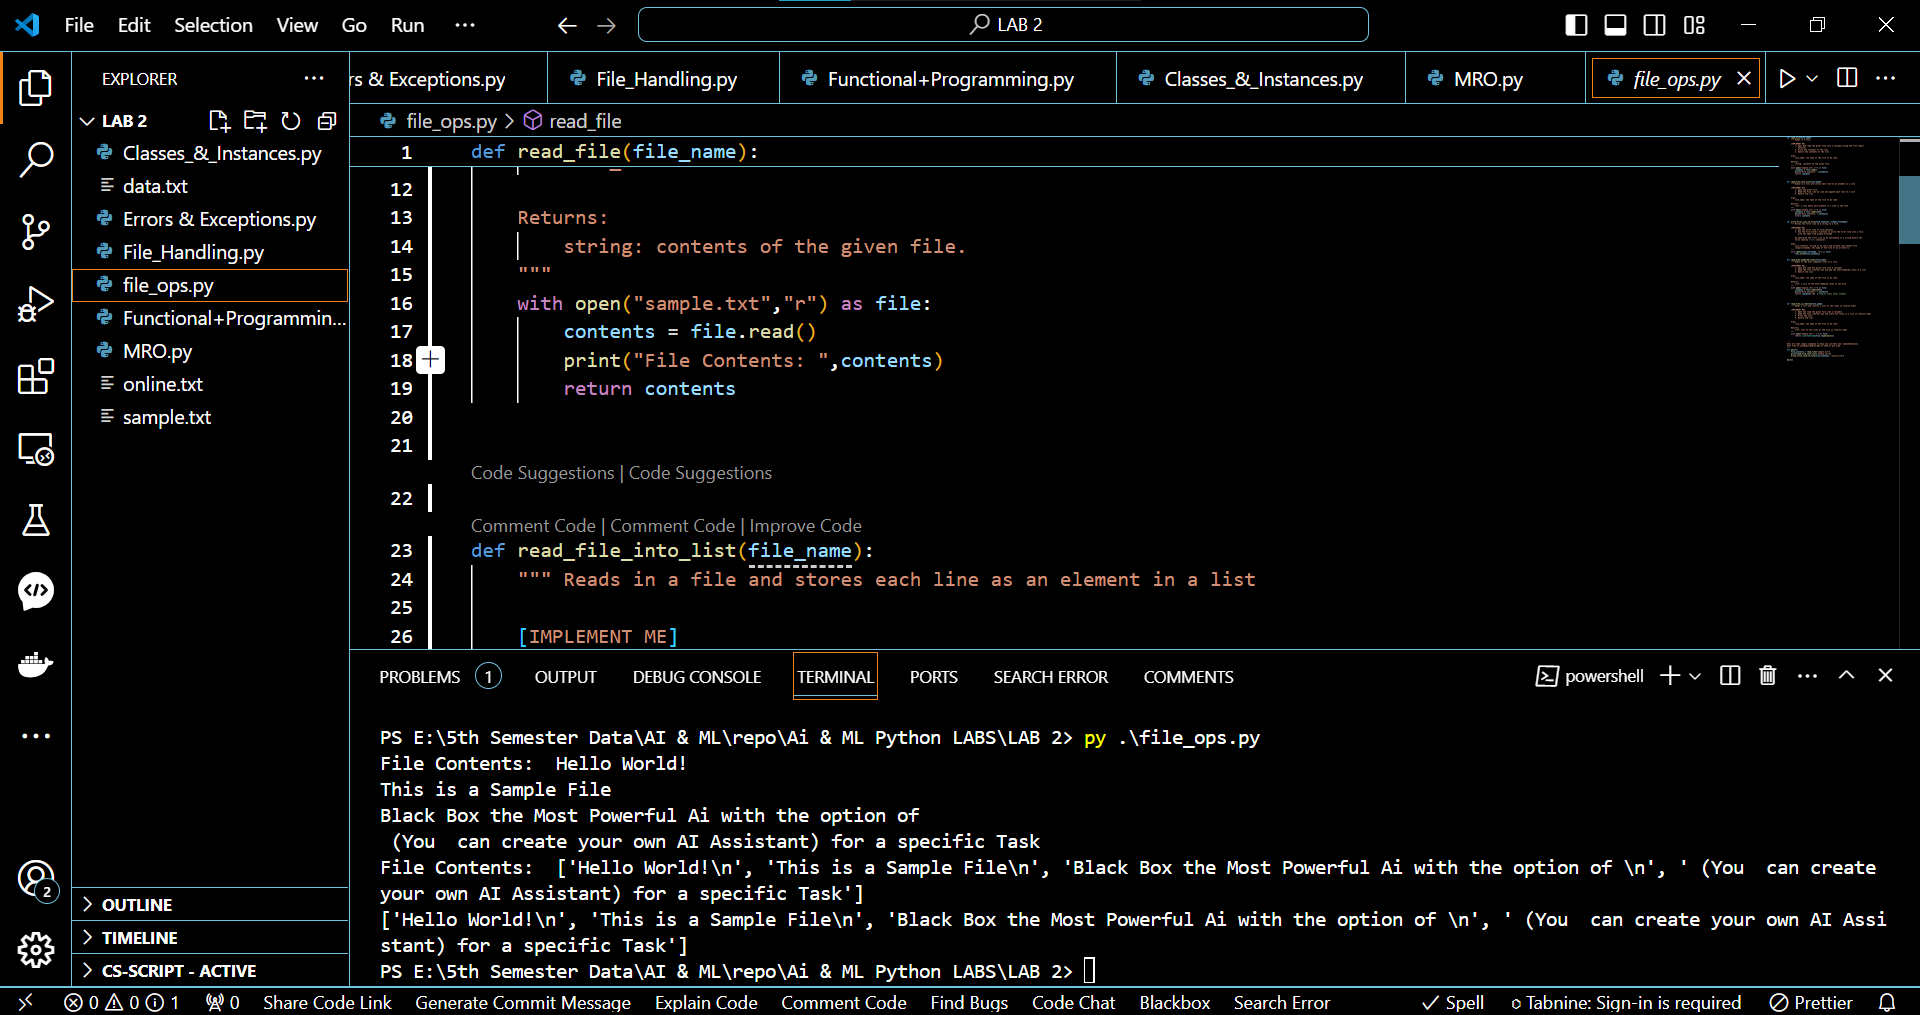 File Edit Selection View Go Run ···
LAB 2
EXPLORER ···
LAB 2
Classes_&_Instances.py
data.txt
Errors & Exceptions.py
File_Handling.py
file_ops.py
Functional+Programmin...
MRO.py
online.txt
sample.txt
OUTLINE
TIMELINE
CS-SCRIPT - ACTIVE
2
rs & Exceptions.py File_Handling.py Functional+Programming.py Classes_&_Instances.py MRO.py file_ops.py
file_ops.py > read_file
1 def read_file(file_name):
12
13 Returns:
14 string: contents of the given file.
15 """
16 with open("sample.txt","r") as file:
17 contents = file.read()
18 print("File Contents: ",contents)
19 return contents
20
21
Code Suggestions | Code Suggestions
22
Comment Code | Comment Code | Improve Code
23 def read_file_into_list(file_name):
24 """ Reads in a file and stores each line as an element in a list
25
26 [IMPLEMENT ME]
PROBLEMS 1 OUTPUT DEBUG CONSOLE TERMINAL PORTS SEARCH ERROR COMMENTS powershell
PS E:\5th Semester Data\AI & ML\repo\Ai & ML Python LABS\LAB 2> py .\file_ops.py
File Contents:  Hello World!
This is a Sample File
Black Box the Most Powerful Ai with the option of
 (You  can create your own AI Assistant) for a specific Task
File Contents:  ['Hello World!\n', 'This is a Sample File\n', 'Black Box the Most Powerful Ai with the option of \n', ' (You  can create
your own AI Assistant) for a specific Task']
['Hello World!\n', 'This is a Sample File\n', 'Black Box the Most Powerful Ai with the option of \n', ' (You  can create your own AI Assi
stant) for a specific Task']
PS E:\5th Semester Data\AI & ML\repo\Ai & ML Python LABS\LAB 2>
0 0 1 0 Share Code Link Generate Commit Message Explain Code Comment Code Find Bugs Code Chat Blackbox Search Error Spell Tabnine: Sign-in is required Prettier